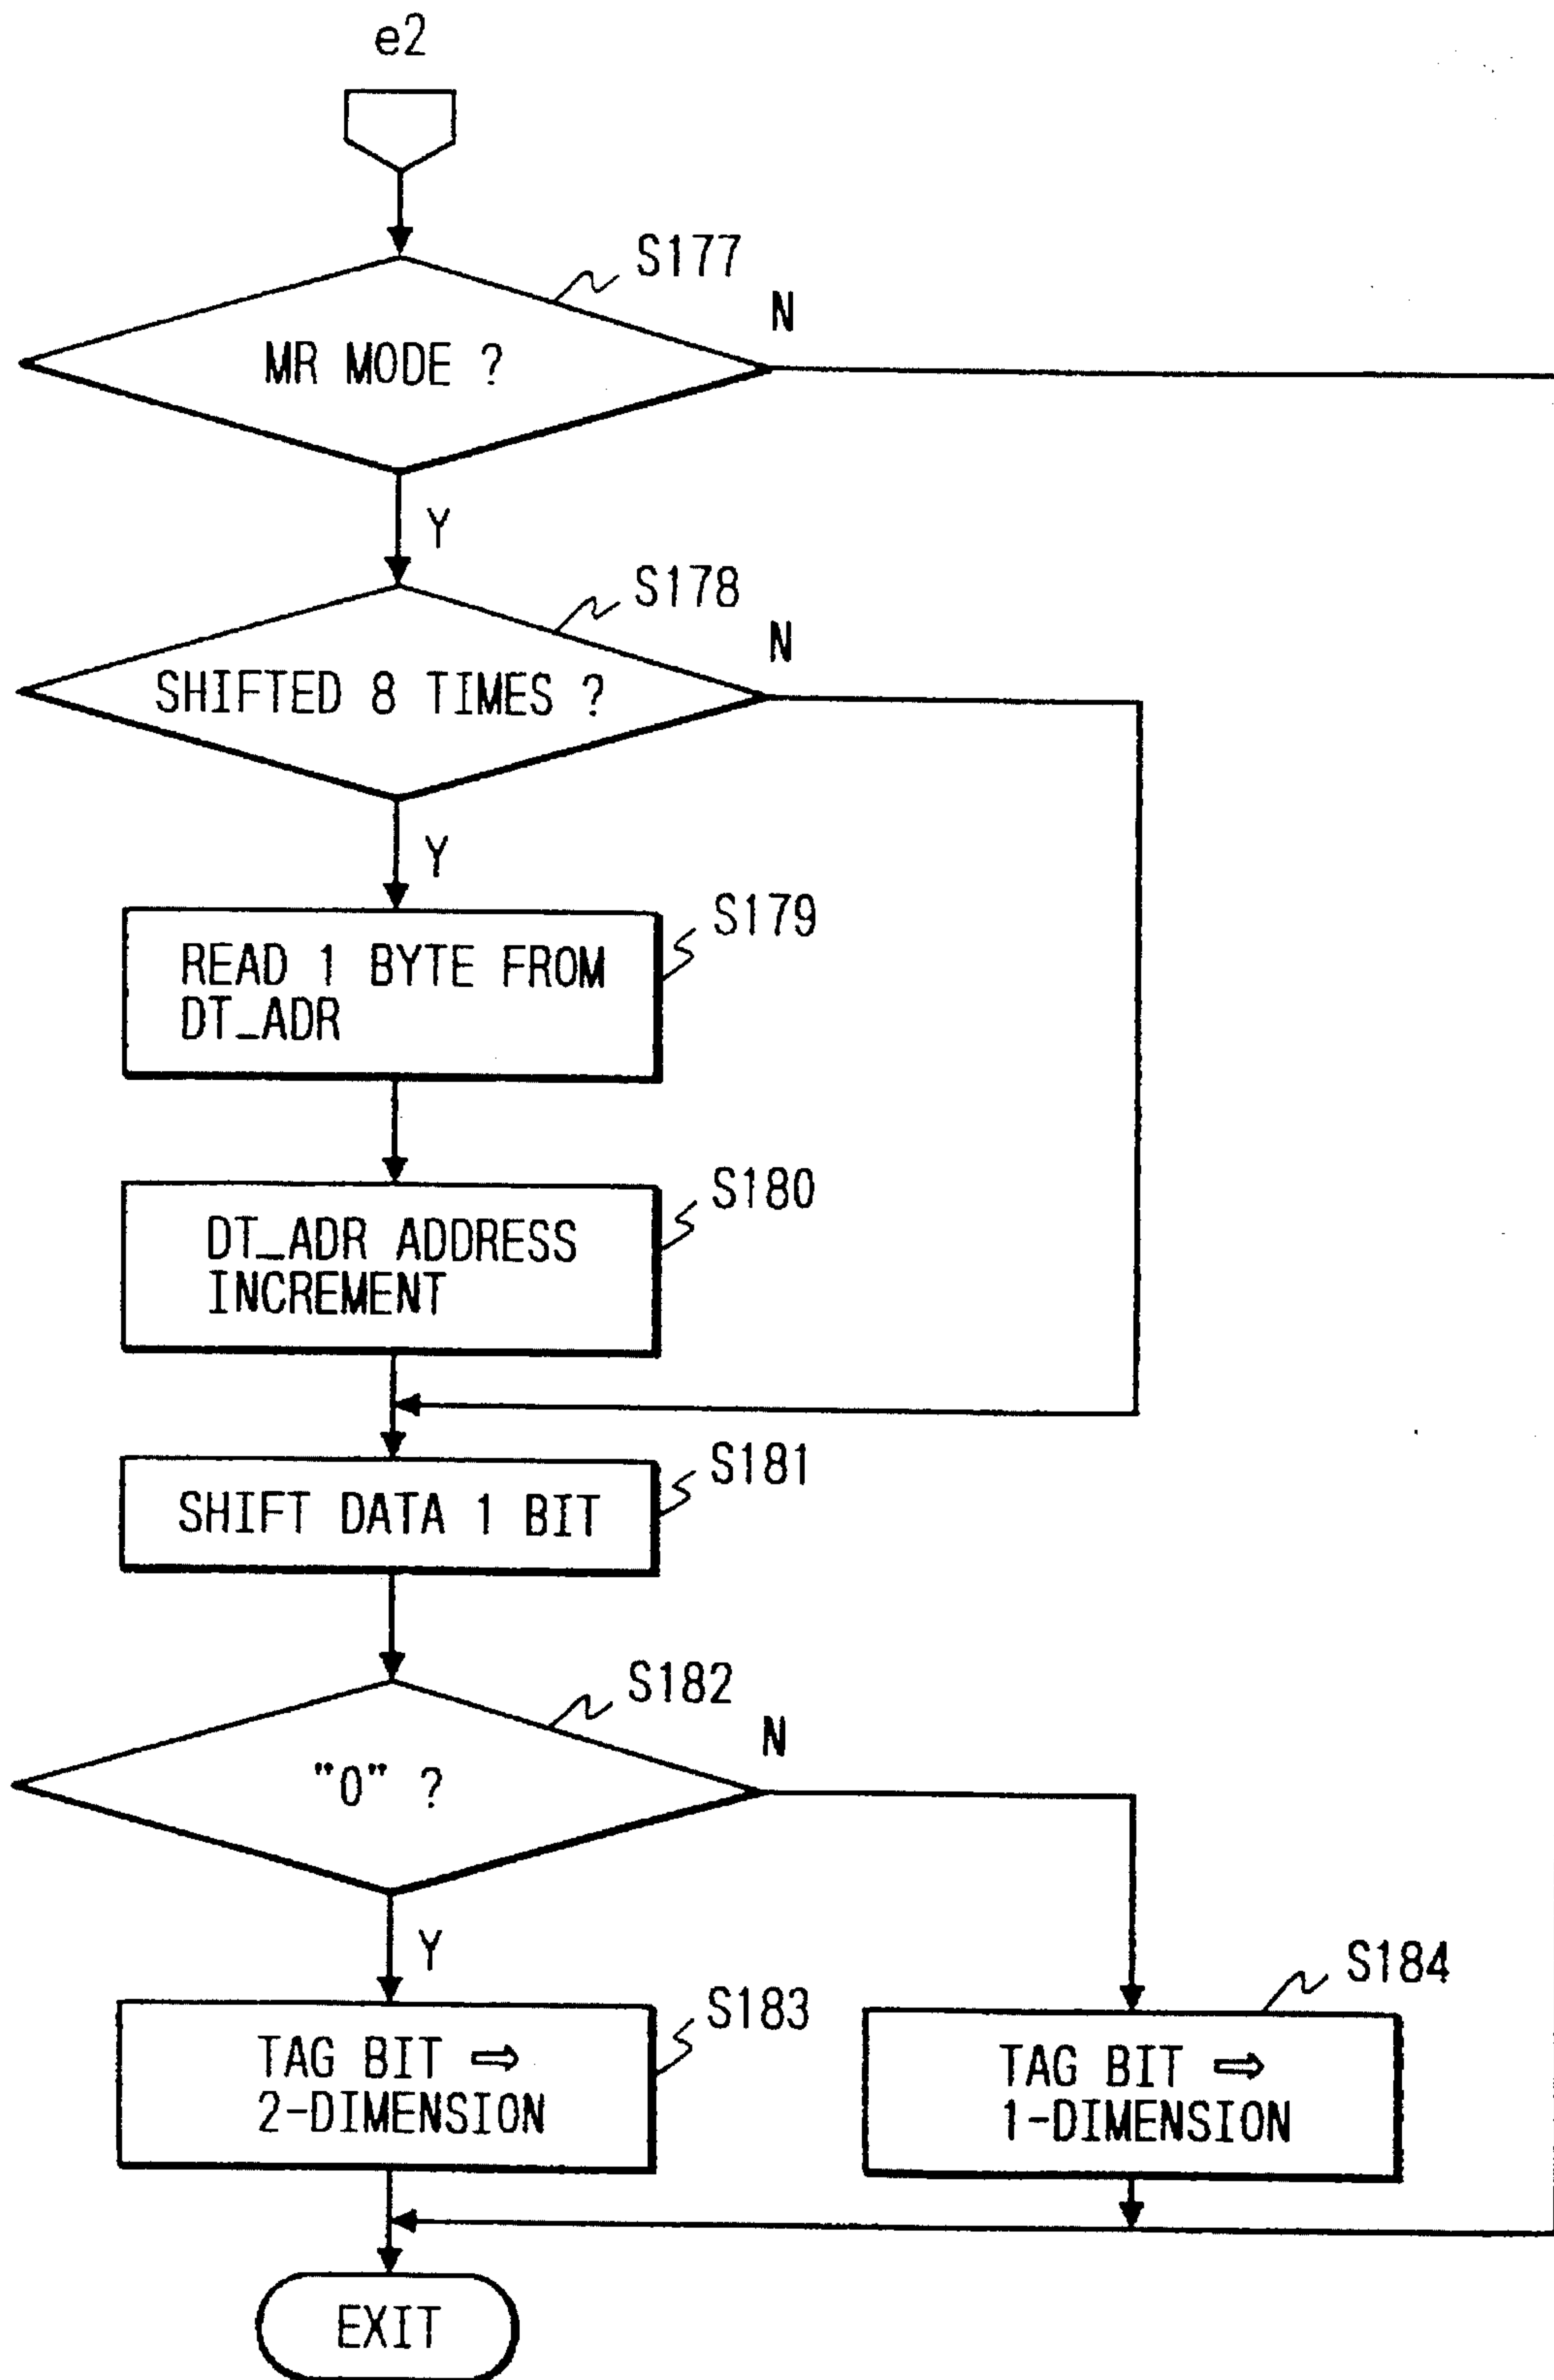 e2
S177
N
MR MODE ?
Y
S178
N
SHIFTED 8 TIMES ?
Y
S179
READ 1 BYTE FROM
DT_ADR
S180
DT_ADR ADDRESS
INCREMENT
S181
SHIFT DATA 1 BIT
S182
N
"0" ?
Y
S183
TAG BIT ⇒
2-DIMENSION
S184
TAG BIT ⇒
1-DIMENSION
EXIT